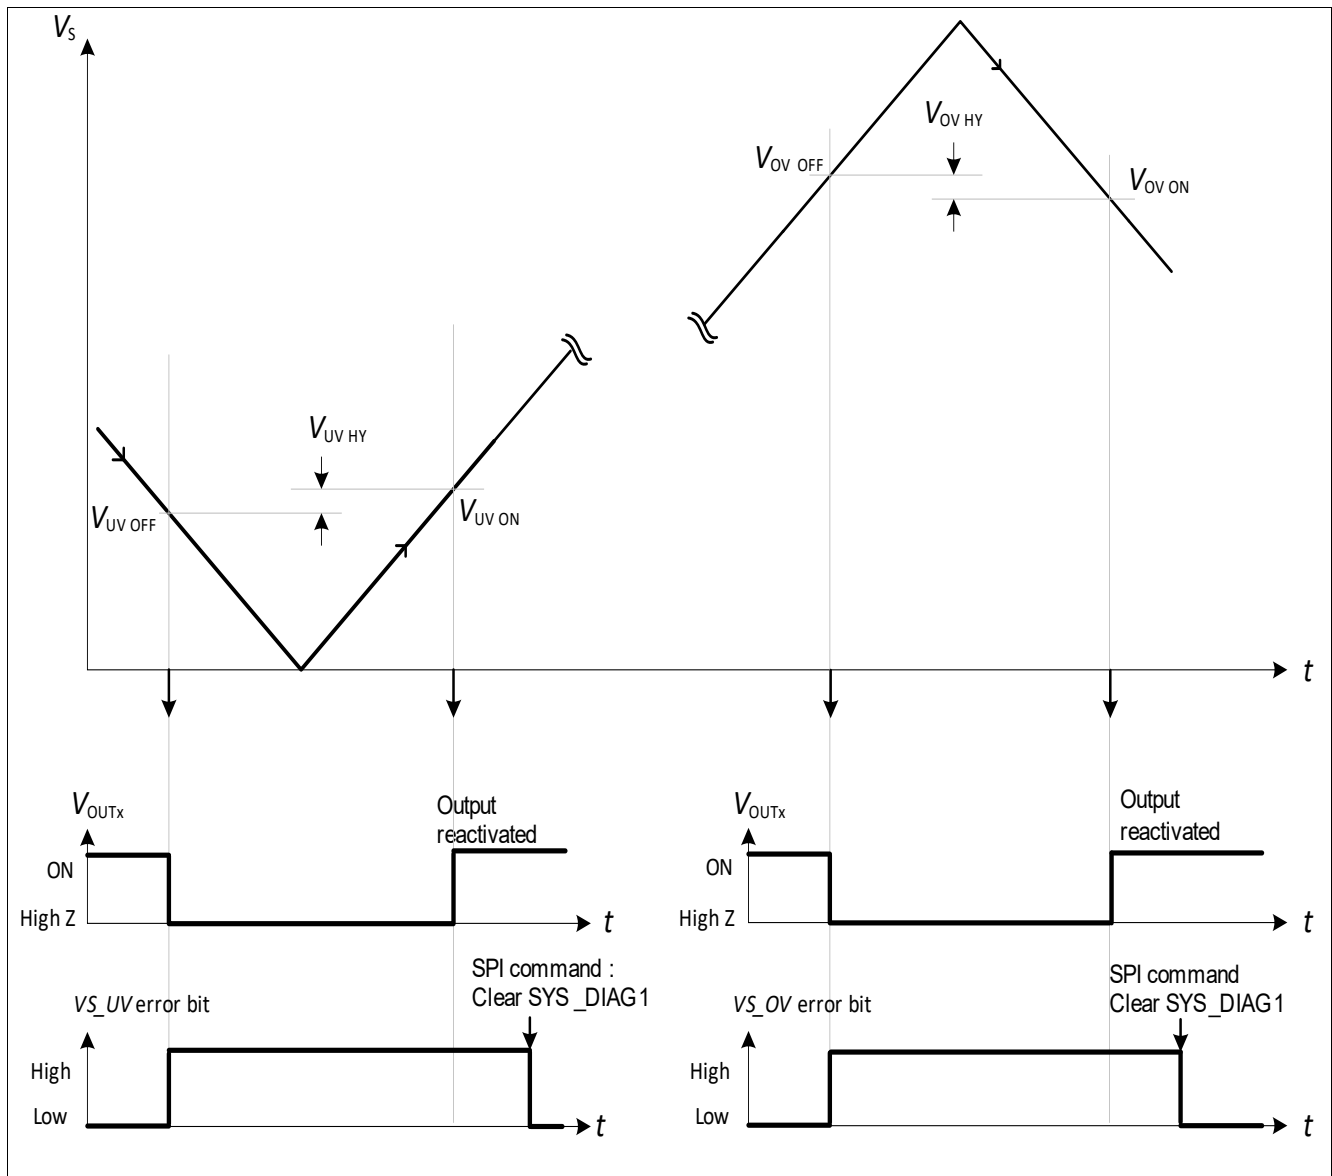 VS
VOV HY
VOV OFF
VOV ON
VUV HY
VUV OFF
VUV ON
t
VOUTx
Output
reactivated
ON
High Z
t
VOUTx
Output
reactivated
ON
High Z
t
SPI command :
Clear SYS _DIAG1
VS_UV error bit
High
Low
t
SPI command
Clear SYS_DIAG1
VS_OV error bit
High
Low
t